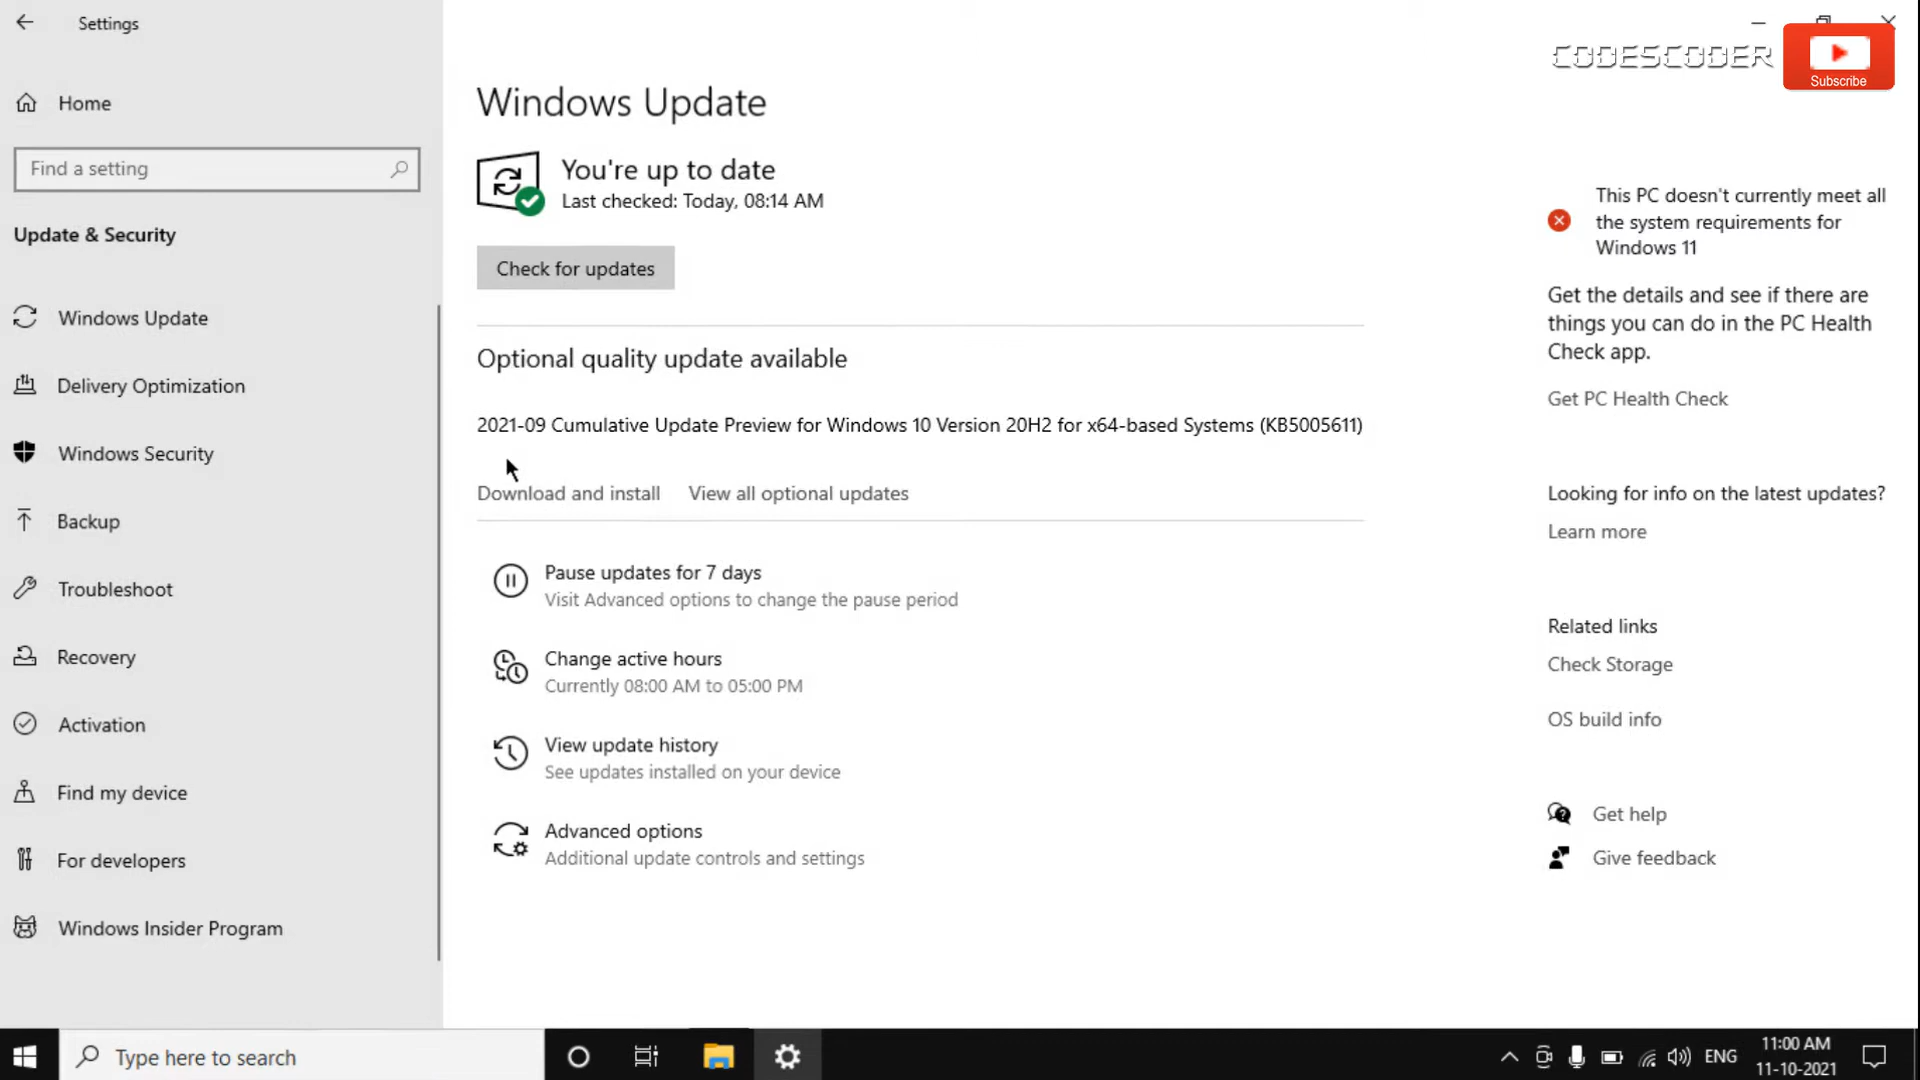 Settings
CODESCODER
Subscribe
Home
Find a setting
Update & Security
Windows Update
Delivery Optimization
Windows Security
Backup
Troubleshoot
Recovery
Activation
Find my device
For developers
Windows Insider Program
Windows Update
You're up to date
Last checked: Today, 08:14 AM
Check for updates
Optional quality update available
2021-09 Cumulative Update Preview for Windows 10 Version 20H2 for x64-based Systems (KB5005611)
Download and install
View all optional updates
Pause updates for 7 days
Visit Advanced options to change the pause period
Change active hours
Currently 08:00 AM to 05:00 PM
View update history
See updates installed on your device
Advanced options
Additional update controls and settings
This PC doesn't currently meet all
the system requirements for
Windows 11
Get the details and see if there are
things you can do in the PC Health
Check app.
Get PC Health Check
Looking for info on the latest updates?
Learn more
Related links
Check Storage
OS build info
Get help
Give feedback
Type here to search
ENG
11:00 AM
11-10-2021